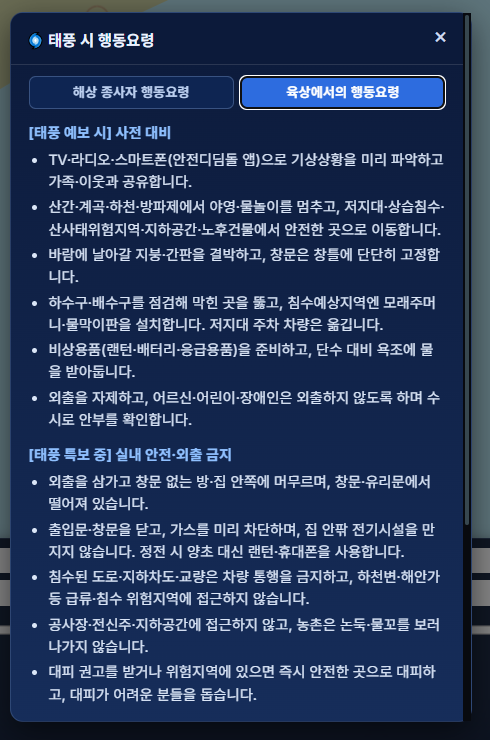 태풍 시 행동요령
×
해상 종사자 행동요령
육상에서의 행동요령
[태풍 예보 시] 사전 대비
• TV·라디오·스마트폰(안전디딤돌 앱)으로 기상상황을 미리 파악하고
가족·이웃과 공유합니다.
• 산간·계곡·하천·방파제에서 야영·물놀이를 멈추고, 저지대·상습침수·
산사태위험지역·지하공간·노후건물에서 안전한 곳으로 이동합니다.
• 바람에 날아갈 지붕·간판을 결박하고, 창문은 창틀에 단단히 고정합
니다.
• 하수구·배수구를 점검해 막힌 곳을 뚫고, 침수예상지역엔 모래주머
니·물막이판을 설치합니다. 저지대 주차 차량은 옮깁니다.
• 비상용품(랜턴·배터리·응급용품)을 준비하고, 단수 대비 욕조에 물
을 받아둡니다.
• 외출을 자제하고, 어르신·어린이·장애인은 외출하지 않도록 하며 수
시로 안부를 확인합니다.
[태풍 특보 중] 실내 안전·외출 금지
• 외출을 삼가고 창문 없는 방·집 안쪽에 머무르며, 창문·유리문에서
떨어져 있습니다.
• 출입문·창문을 닫고, 가스를 미리 차단하며, 집 안팎 전기시설을 만
지지 않습니다. 정전 시 양초 대신 랜턴·휴대폰을 사용합니다.
• 침수된 도로·지하차도·교량은 차량 통행을 금지하고, 하천변·해안가
등 급류·침수 위험지역에 접근하지 않습니다.
• 공사장·전신주·지하공간에 접근하지 않고, 농촌은 논둑·물꼬를 보러
나가지 않습니다.
• 대피 권고를 받거나 위험지역에 있으면 즉시 안전한 곳으로 대피하
고, 대피가 어려운 분들을 돕습니다.